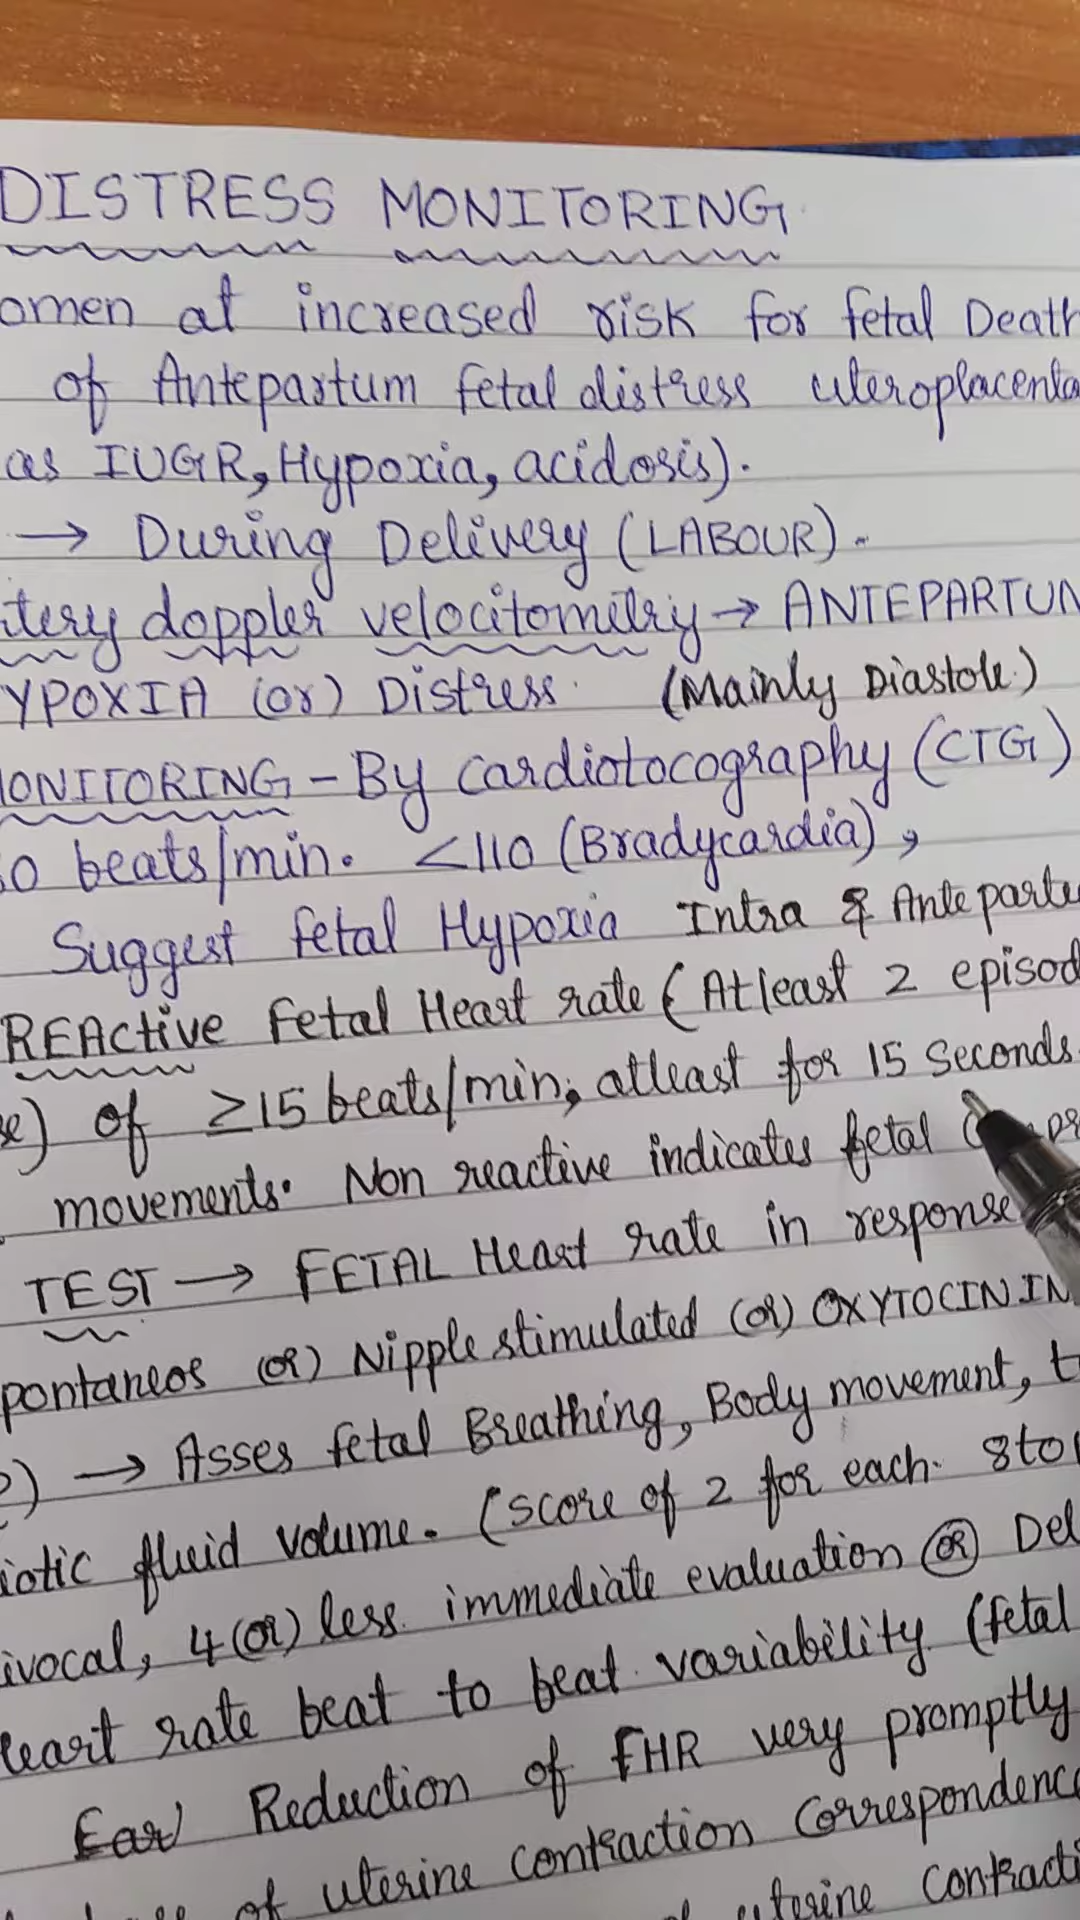 DISTRESS MONITORING
omen at increased risk for fetal Death
of Antepartum fetal distress uteroplacenta
as IUGR, Hypoxia, acidosis).
→ During Delivery (LABOUR).
tery doppler velocitometry → ANTEPARTUM
YPOXIA (or) Distress. (Mainly Diastole)
ONITORING - By Cardiotocography (CTG)
0 beats/min. <110 (Bradycardia),
Suggest fetal Hypoxia Intra & Antepartu
REActive Fetal Heart rate (Atleast 2 episod
se) of ≥15 beats/min, atleast for 15 seconds
movements. Non reactive indicates fetal
TEST → FETAL Heart rate in response
pontaneos (or) Nipple stimulated (or) OXYTOCIN IN
) → Asses fetal Breathing, Body movement, t
iotic fluid volume. (score of 2 for each. 8 to
ivocal, 4 (or) less. immediate evaluation (or) Del
eart rate beat to beat variability. (fetal
Reduction of FHR very promptly
of uterine contraction Correspondence
uterine contracti